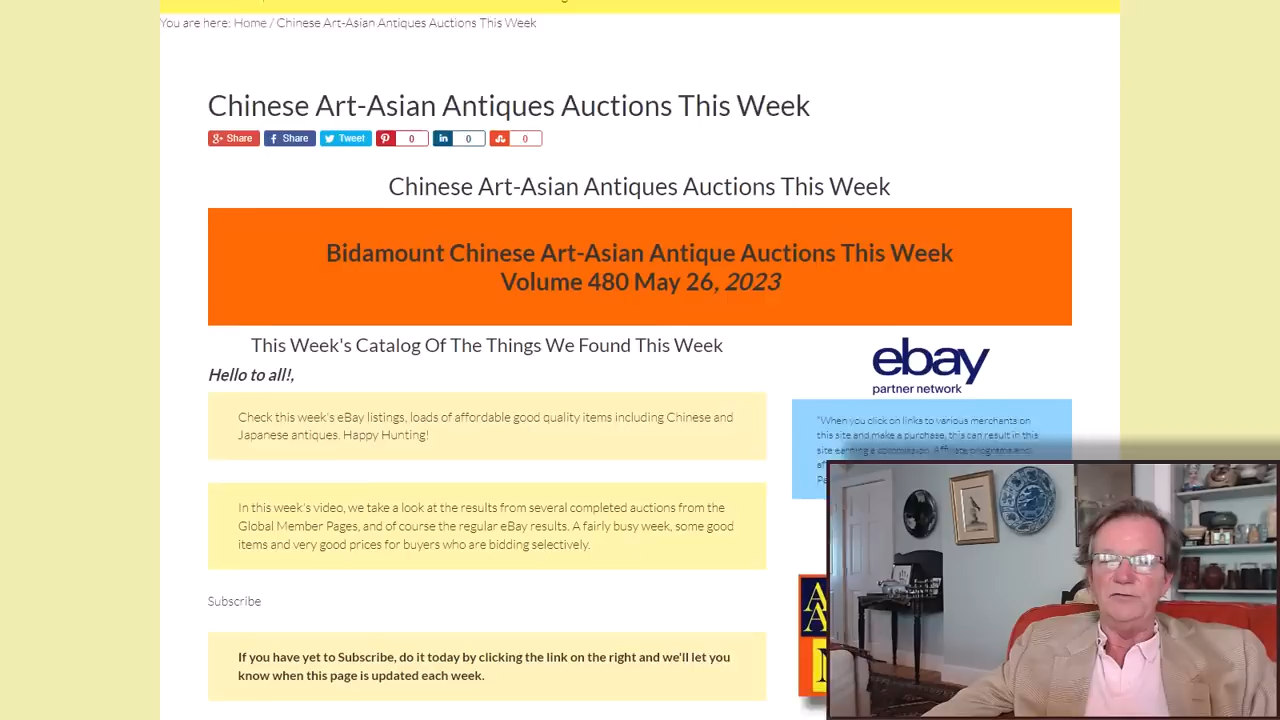 You are here: Home / Chinese Art-Asian Antiques Auctions This Week
Chinese Art-Asian Antiques Auctions This Week
Share
Share
Tweet
0
0
0
Chinese Art-Asian Antiques Auctions This Week
Bidamount Chinese Art-Asian Antique Auctions This Week
Volume 480 May 26, 2023
This Week's Catalog Of The Things We Found This Week
Hello to all!,
Check this week's eBay listings, loads of affordable good quality items including Chinese and
Japanese antiques. Happy Hunting!
In this week's video, we take a look at the results from several completed auctions from the
Global Member Pages, and of course the regular eBay results. A fairly busy week, some good
items and very good prices for buyers who are bidding selectively.
Subscribe
If you have yet to Subscribe, do it today by clicking the link on the right and we'll let you
know when this page is updated each week.
ebay
partner network
"When you click on links to various merchants on
this site and make a purchase, this can result in this
site earning a commission. Affiliate programs and